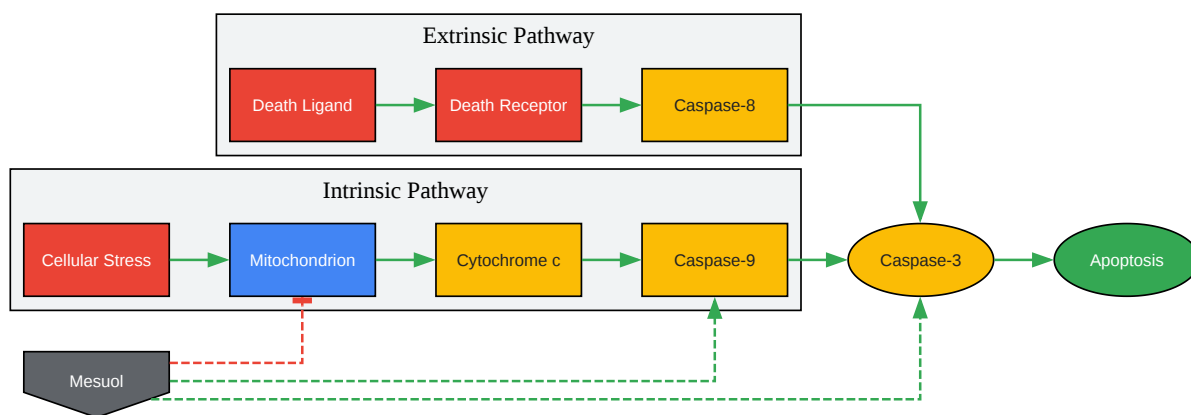 Extrinsic Pathway
Death Ligand
Death Receptor
Caspase-8
Intrinsic Pathway
Cellular Stress
Mitochondrion
Cytochrome c
Caspase-9
Caspase-3
Apoptosis
Mesuol